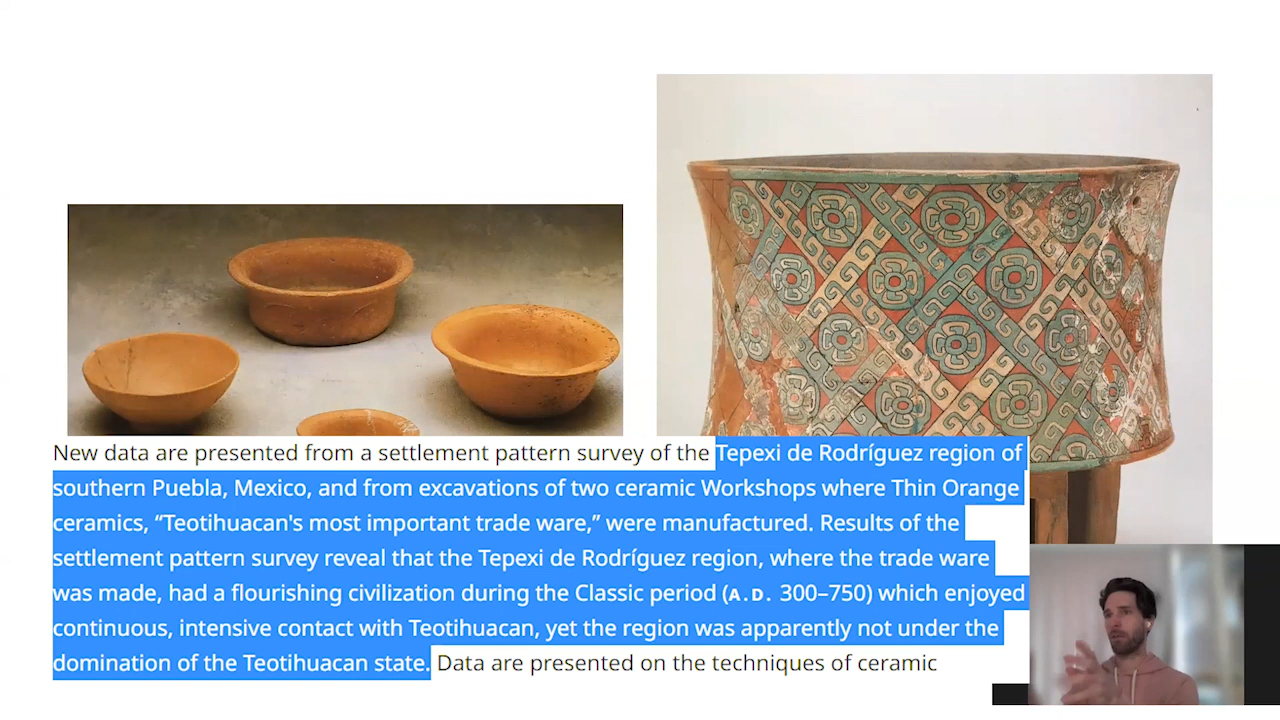 New data are presented from a settlement pattern survey of the Tepexi de Rodríguez region of
southern Puebla, Mexico, and from excavations of two ceramic Workshops where Thin Orange
ceramics, “Teotihuacan's most important trade ware,” were manufactured. Results of the
settlement pattern survey reveal that the Tepexi de Rodríguez region, where the trade ware
was made, had a flourishing civilization during the Classic period (A.D. 300–750) which enjoyed
continuous, intensive contact with Teotihuacan, yet the region was apparently not under the
domination of the Teotihuacan state. Data are presented on the techniques of ceramic